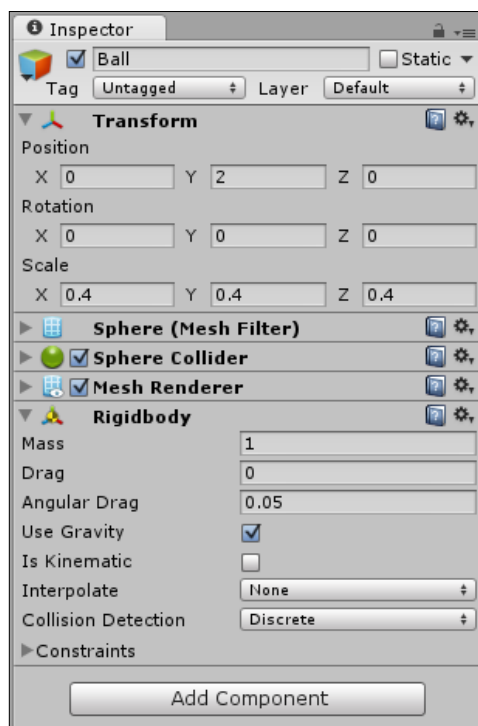 Inspector
Ball Static
Tag Untagged Layer Default
Transform
Position
X 0 Y 2 Z 0
Rotation
X 0 Y 0 Z 0
Scale
X 0.4 Y 0.4 Z 0.4
Sphere (Mesh Filter)
Sphere Collider
Mesh Renderer
Rigidbody
Mass 1
Drag 0
Angular Drag 0.05
Use Gravity
Is Kinematic
Interpolate None
Collision Detection Discrete
Constraints
Add Component